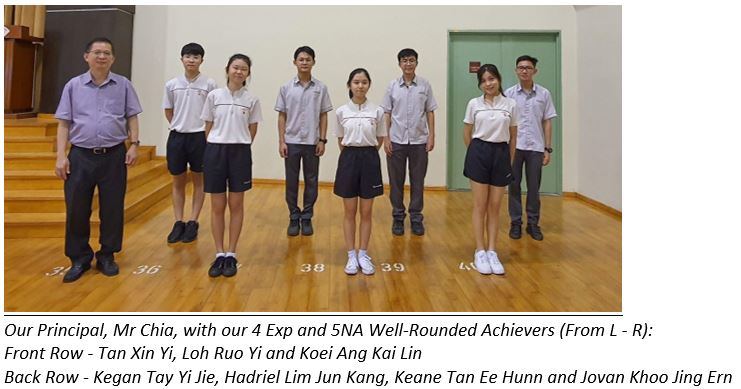 36 38 39
Our Principal, Mr Chia, with our 4 Exp and 5NA Well-Rounded Achievers (From L - R):
Front Row - Tan Xin Yi, Loh Ruo Yi and Koei Ang Kai Lin
Back Row - Kegan Tay Yi Jie, Hadriel Lim Jun Kang, Keane Tan Ee Hunn and Jovan Khoo Jing Ern